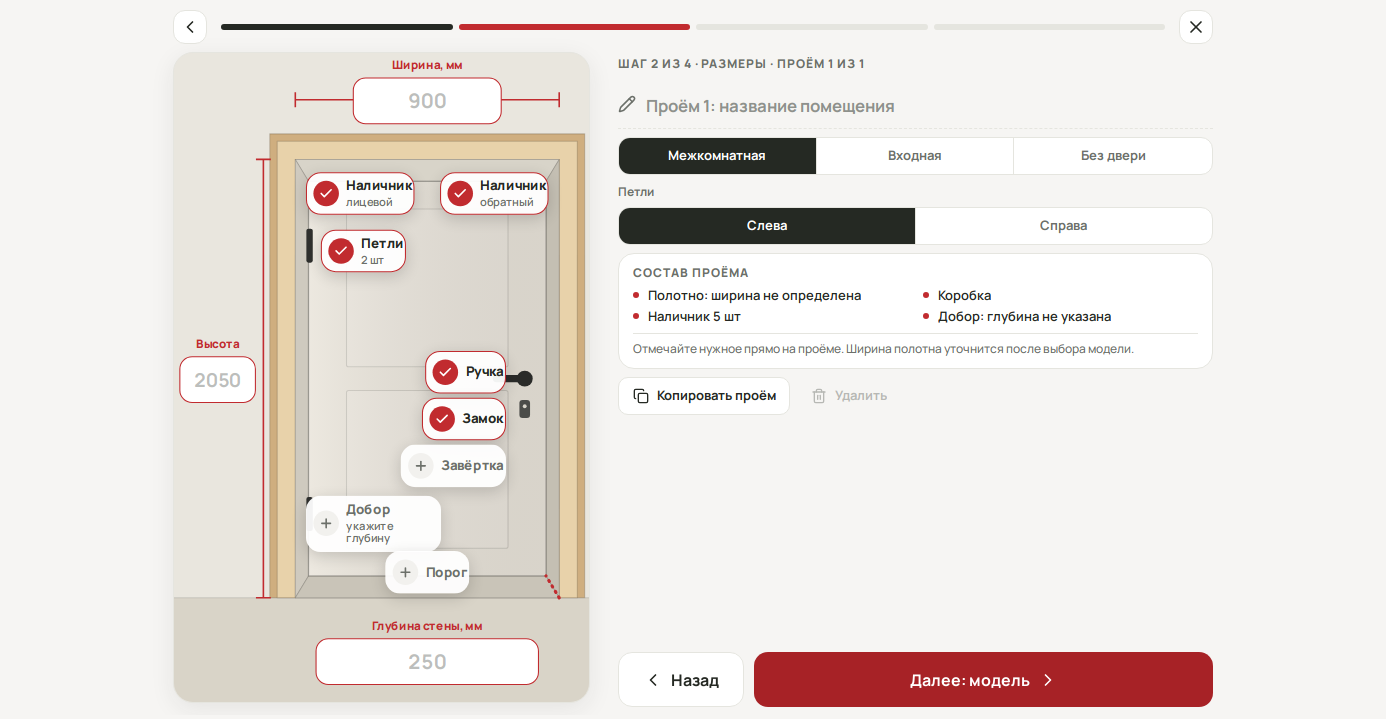 ШАГ 2 ИЗ 4 · РАЗМЕРЫ · ПРОЁМ 1 ИЗ 1
Ширина, мм
900
Проём 1: название помещения
Межкомнатная
Входная
Без двери
Петли
Слева
Справа
Наличник
лицевой
Наличник
обратный
Петли
2 шт
Высота
2050
Ручка
Замок
Завёртка
Добор
укажите
глубину
Порог
Глубина стены, мм
250
СОСТАВ ПРОЁМА
Полотно: ширина не определена
Коробка
Наличник 5 шт
Добор: глубина не указана
Отмечайте нужное прямо на проёме. Ширина полотна уточнится после выбора модели.
Копировать проём
Удалить
Назад
Далее: модель